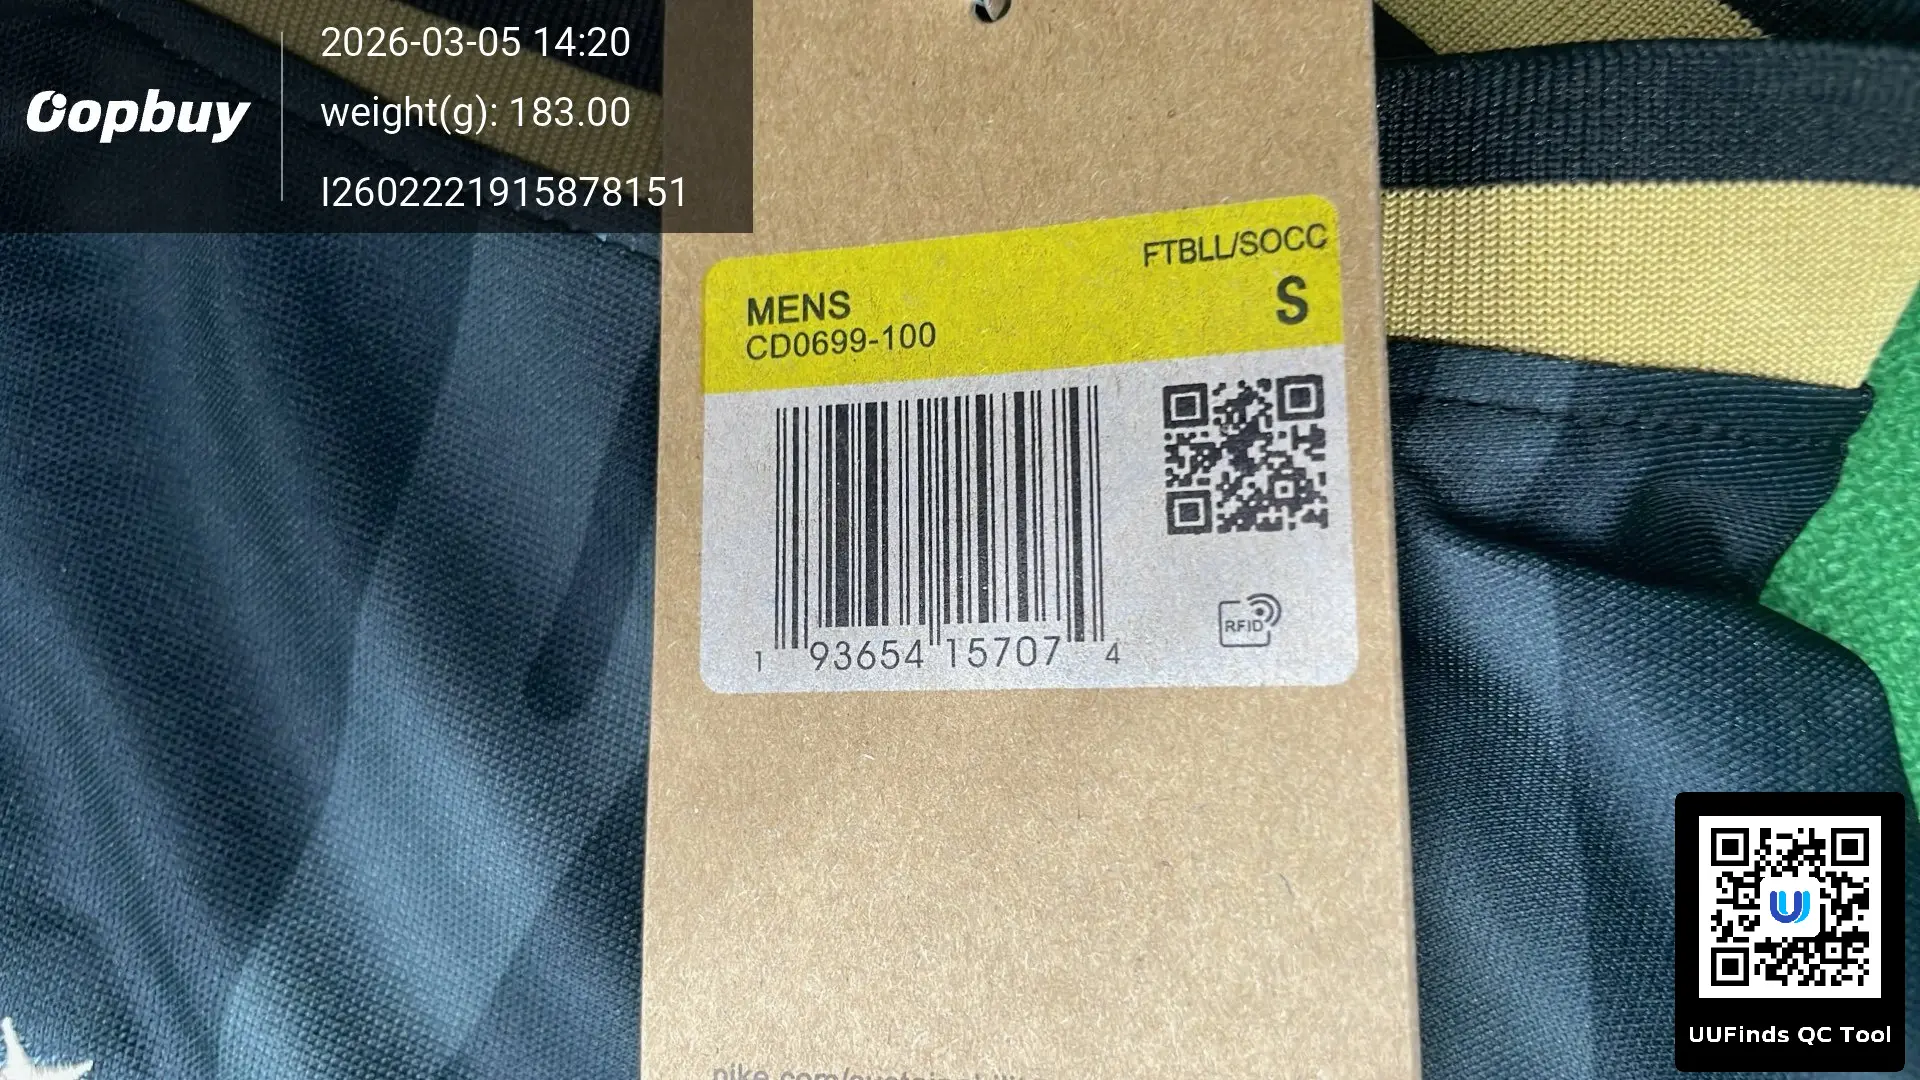 2026-03-05 14:20
Oopbuy
weight(g): 183.00
I2602221915878151
FTBLL/SOCC
S
MENS
CD0699-100
1 93654 15707 4
RFID
UUFinds QC Tool